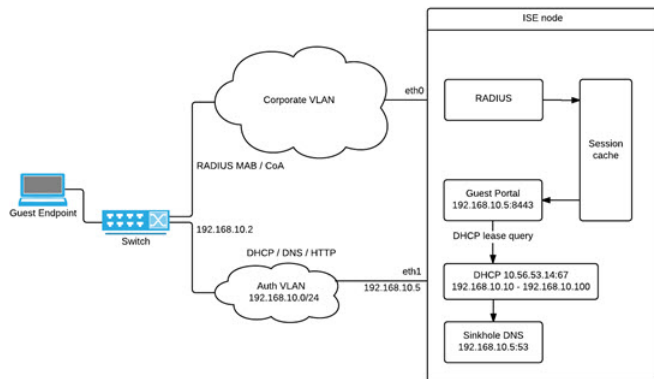 ISE node
Corporate VLAN
eth0
RADIUS
Session
cache
RADIUS MAB / CoA
Guest Endpoint
Switch
192.168.10.2
Guest Portal
192.168.10.5:8443
DHCP lease query
DHCP / DNS / HTTP
eth1
192.168.10.5
Auth VLAN
192.168.10.0/24
DHCP 10.56.53.14:67
192.168.10.10 - 192.168.10.100
Sinkhole DNS
192.168.10.5:53